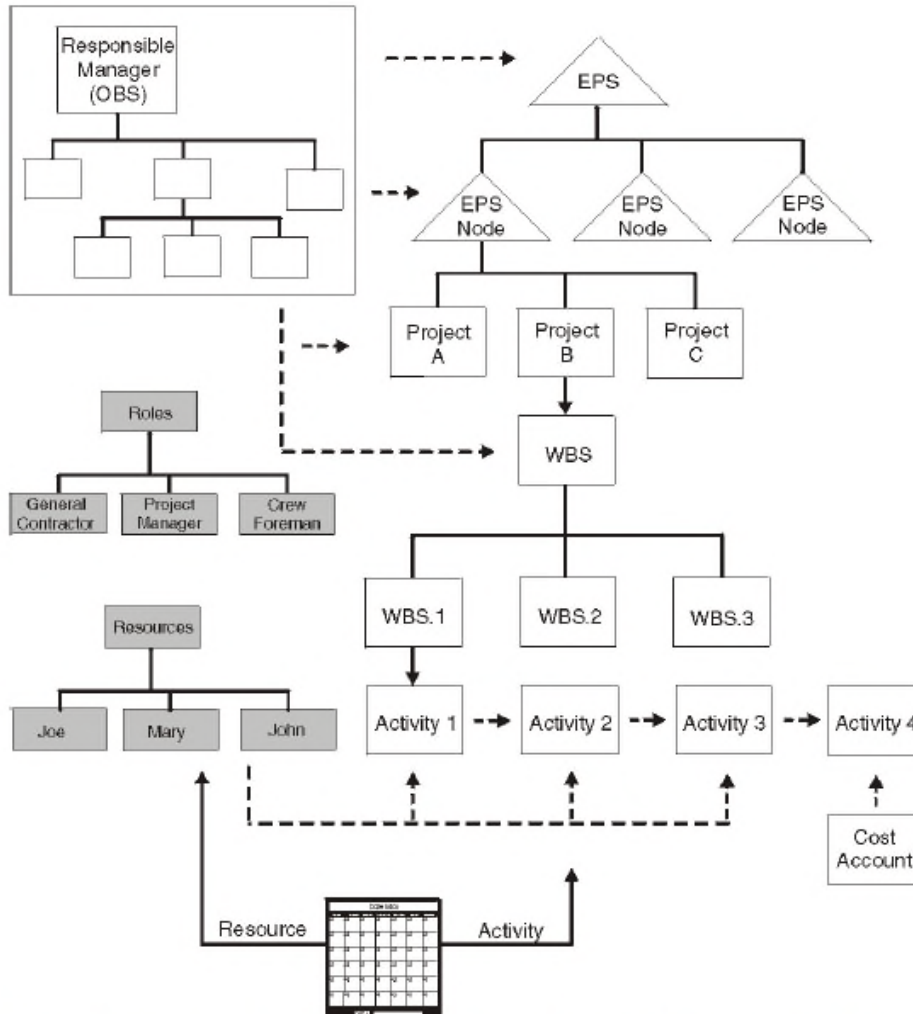 Responsible
Manager
(OBS)
EPS
EPS
Node
EPS
Node
EPS
Node
Project
A
Project
B
Project
C
Roles
General
Contractor
Project
Manager
Crew
Foreman
WBS
WBS.1
WBS.2
WBS.3
Resources
Joe
Mary
John
Activity 1
Activity 2
Activity 3
Activity 4
Cost
Account
Resource
Activity